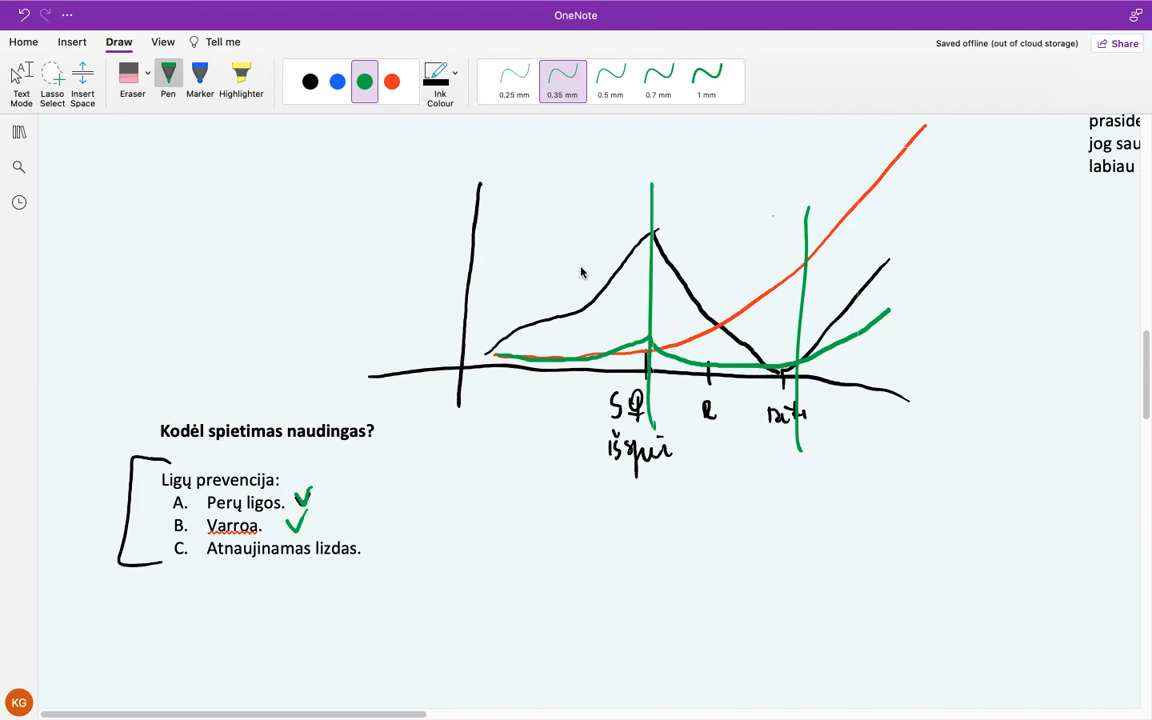 OneNote
Home Insert Draw View Tell me
Saved offline (out of cloud storage) Share
Text Mode
Lasso Select
Insert Space
Eraser
Pen
Marker
Highlighter
Ink Colour
0.25 mm
0.35 mm
0.5 mm
0.7 mm
1 mm
jog sau
labiau
R
Kodėl spietimas naudingas?
Ligų prevencija:
A. Perų ligos.
B. Varroa.
C. Atnaujinamas lizdas.
KG